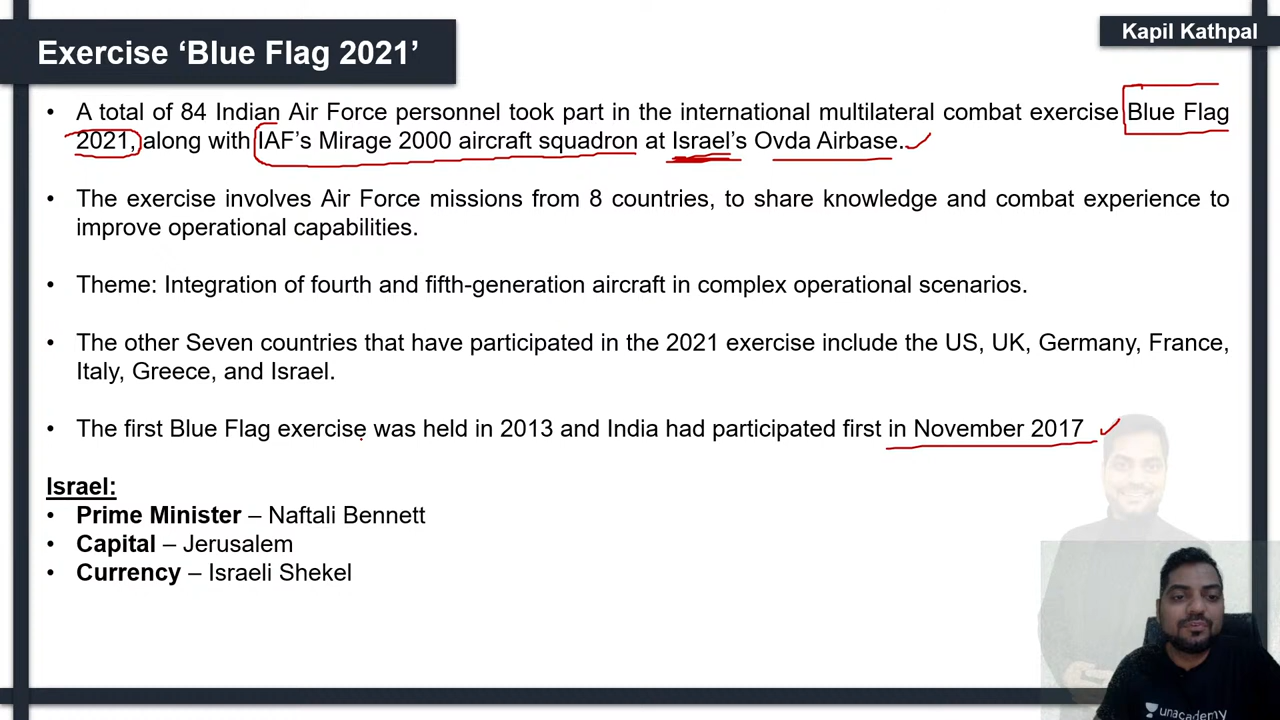 Exercise ‘Blue Flag 2021’
Kapil Kathpal
• A total of 84 Indian Air Force personnel took part in the international multilateral combat exercise Blue Flag
2021, along with IAF’s Mirage 2000 aircraft squadron at Israel’s Ovda Airbase.
• The exercise involves Air Force missions from 8 countries, to share knowledge and combat experience to
improve operational capabilities.
• Theme: Integration of fourth and fifth-generation aircraft in complex operational scenarios.
• The other Seven countries that have participated in the 2021 exercise include the US, UK, Germany, France,
Italy, Greece, and Israel.
• The first Blue Flag exercise was held in 2013 and India had participated first in November 2017
Israel:
• Prime Minister – Naftali Bennett
• Capital – Jerusalem
• Currency – Israeli Shekel
unacademy